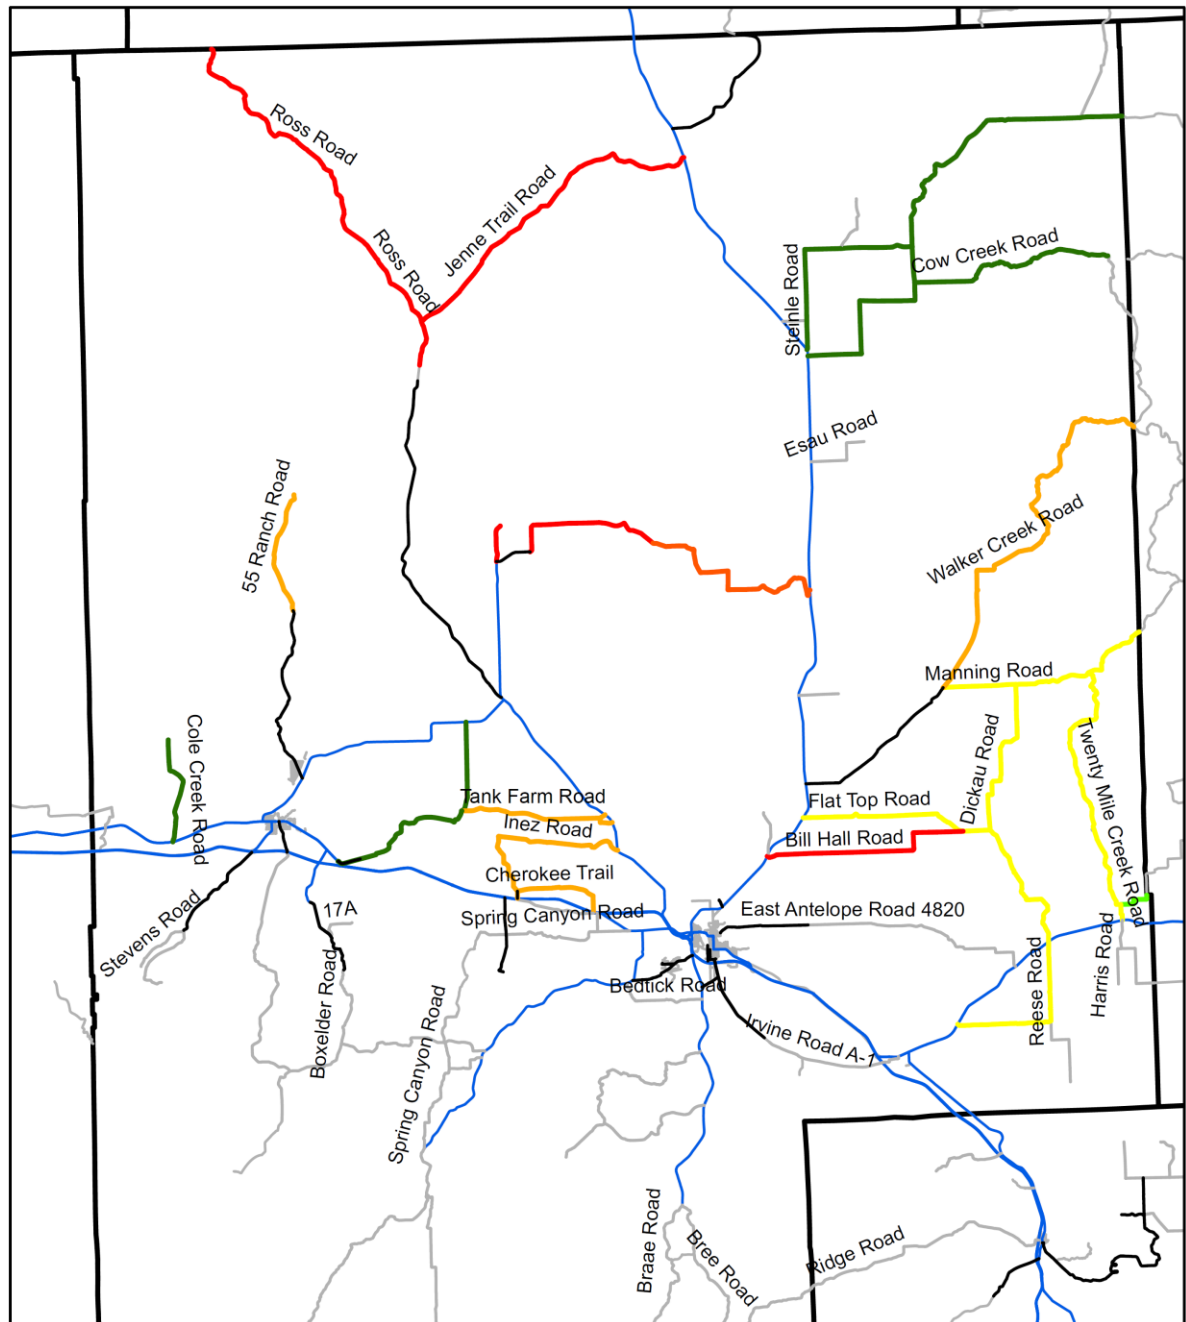 Ross Road
Jenne Trail Road
Ross Road
Cow Creek Road
Steinle Road
Esau Road
55 Ranch Road
Walker Creek Road
Manning Road
Cole Creek Road
Dickau Road
Twenty Mile Creek Road
Tank Farm Road
Flat Top Road
Inez Road
Bill Hall Road
Cherokee Trail
Spring Canyon Road
East Antelope Road 4820
17A
Stevens Road
Boxelder Road
Bedtick Road
Harris Road
Reese Road
Irvine Road A-1
Spring Canyon Road
Braae Road
Bree Road
Ridge Road